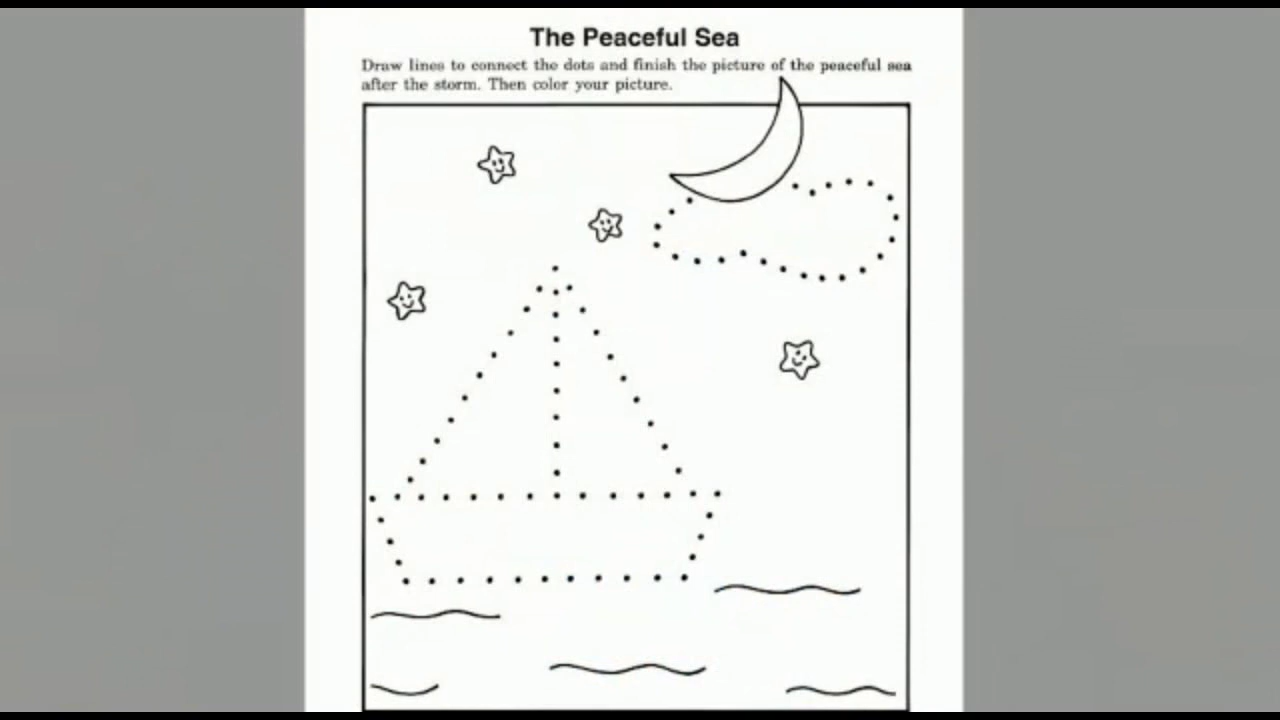 The Peaceful Sea
Draw lines to connect the dots and finish the picture of the peaceful sea
after the storm. Then color your picture.